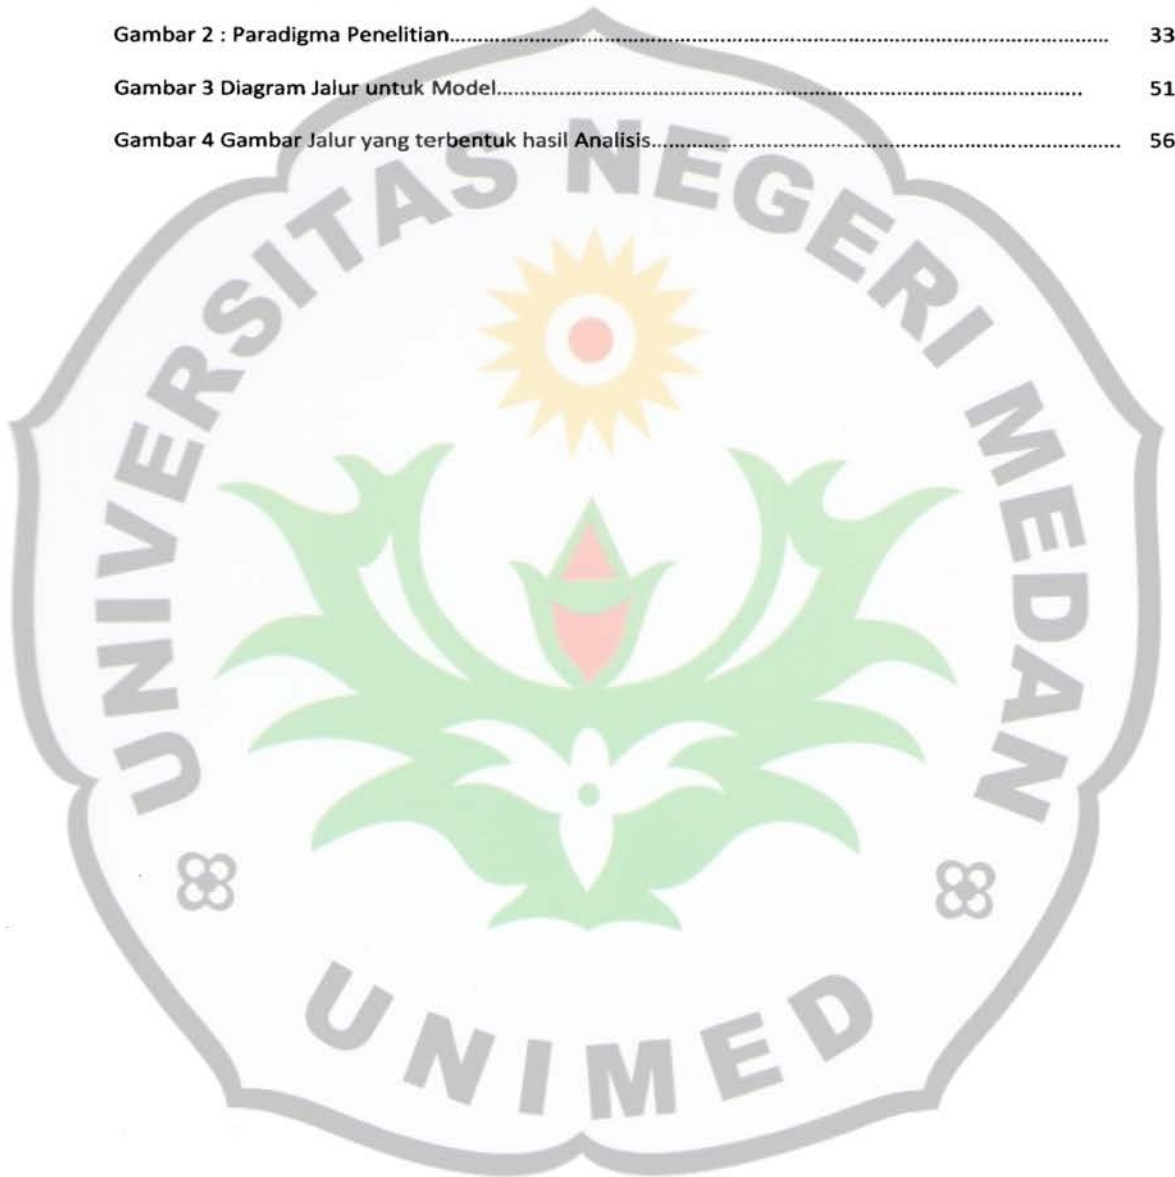 Gambar 2 : Paradigma Penelitian........................................................................................................ 33
Gambar 3 Diagram Jalur untuk Model............................................................................................ 51
Gambar 4 Gambar Jalur yang terbentuk hasil Analisis.......................................................................... 56
UNIVERSITAS NEGERI MEDAN
UNIMED